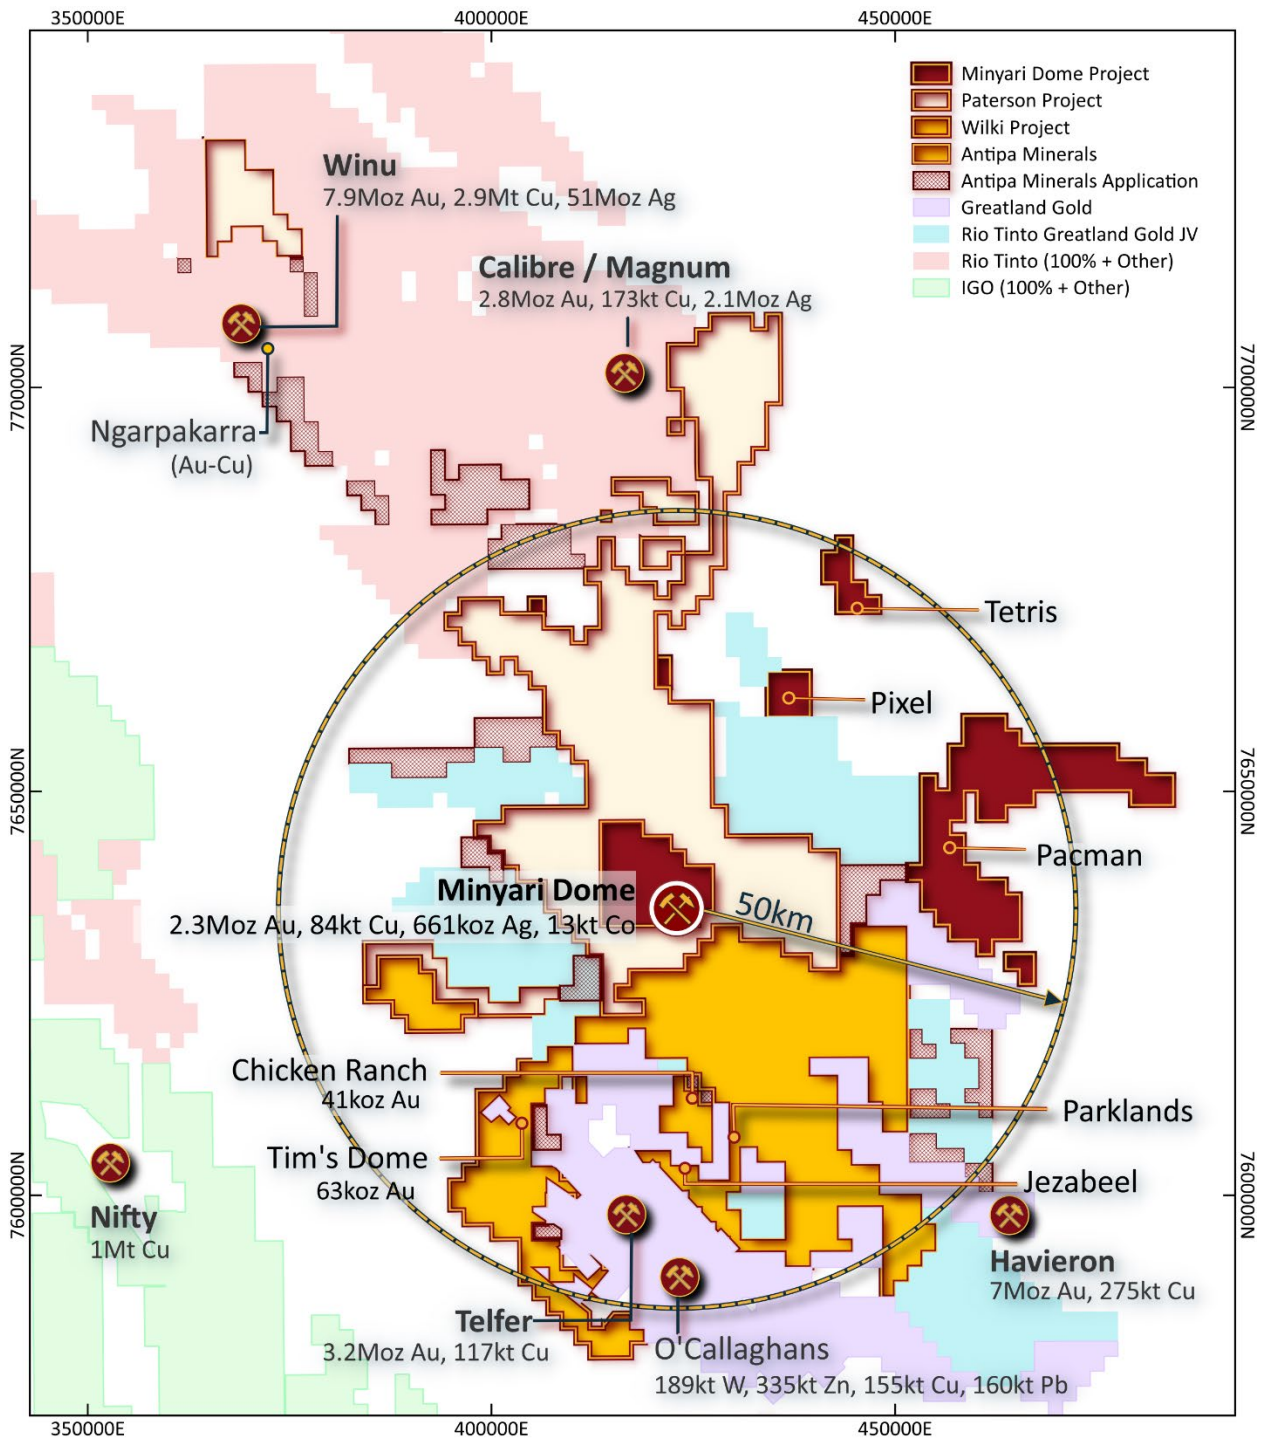 350000E
400000E
450000E
Minyari Dome Project
Paterson Project
Wilki Project
Antipa Minerals
Antipa Minerals Application
Greatland Gold
Rio Tinto Greatland Gold JV
Rio Tinto (100% + Other)
IGO (100% + Other)
Winu
7.9Moz Au, 2.9Mt Cu, 51Moz Ag
Calibre / Magnum
2.8Moz Au, 173kt Cu, 2.1Moz Ag
7700000N
7700000N
Ngarpakarra
(Au-Cu)
Tetris
Pixel
7650000N
7650000N
Pacman
Minyari Dome
2.3Moz Au, 84kt Cu, 661koz Ag, 13kt Co
50km
Chicken Ranch
41koz Au
Parklands
Tim's Dome
63koz Au
Jezabeel
7600000N
7600000N
Nifty
1Mt Cu
Havieron
7Moz Au, 275kt Cu
Telfer
3.2Moz Au, 117kt Cu
O'Callaghans
189kt W, 335kt Zn, 155kt Cu, 160kt Pb
350000E
400000E
450000E